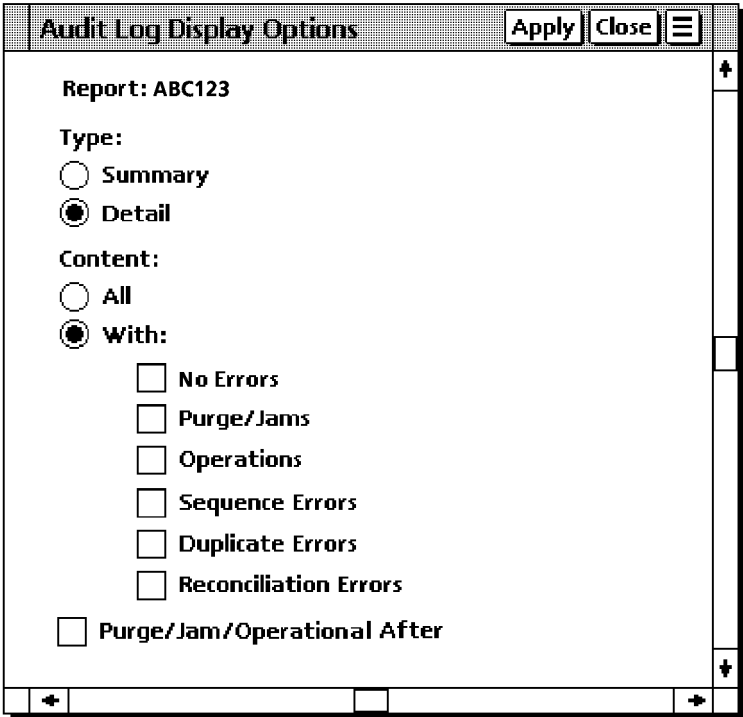 Audit Log Display Options Apply Close
Report: ABC123
Type:
Summary
Detail
Content:
All
With:
No Errors
Purge/Jams
Operations
Sequence Errors
Duplicate Errors
Reconciliation Errors
Purge/Jam/Operational After